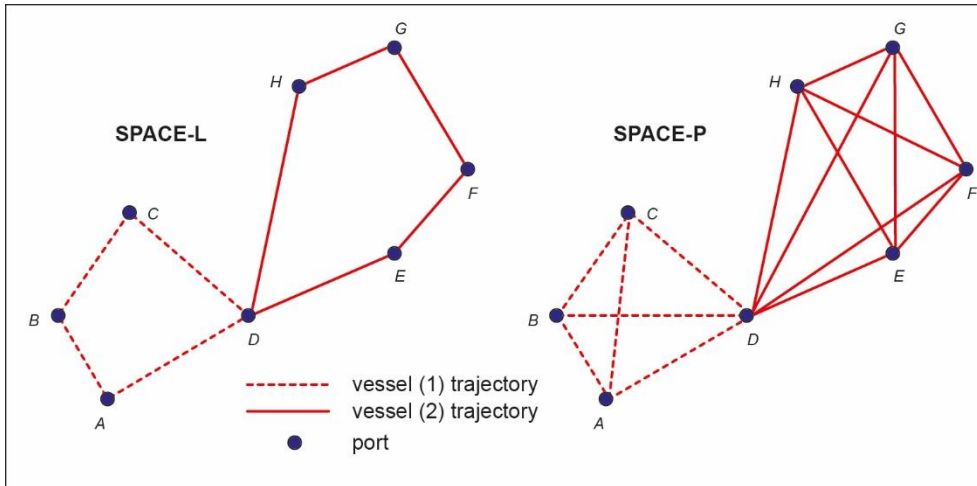 G
H
SPACE-L
C
F
E
B
D
A
G
H
SPACE-P
C
F
E
B
D
A
vessel (1) trajectory
vessel (2) trajectory
port